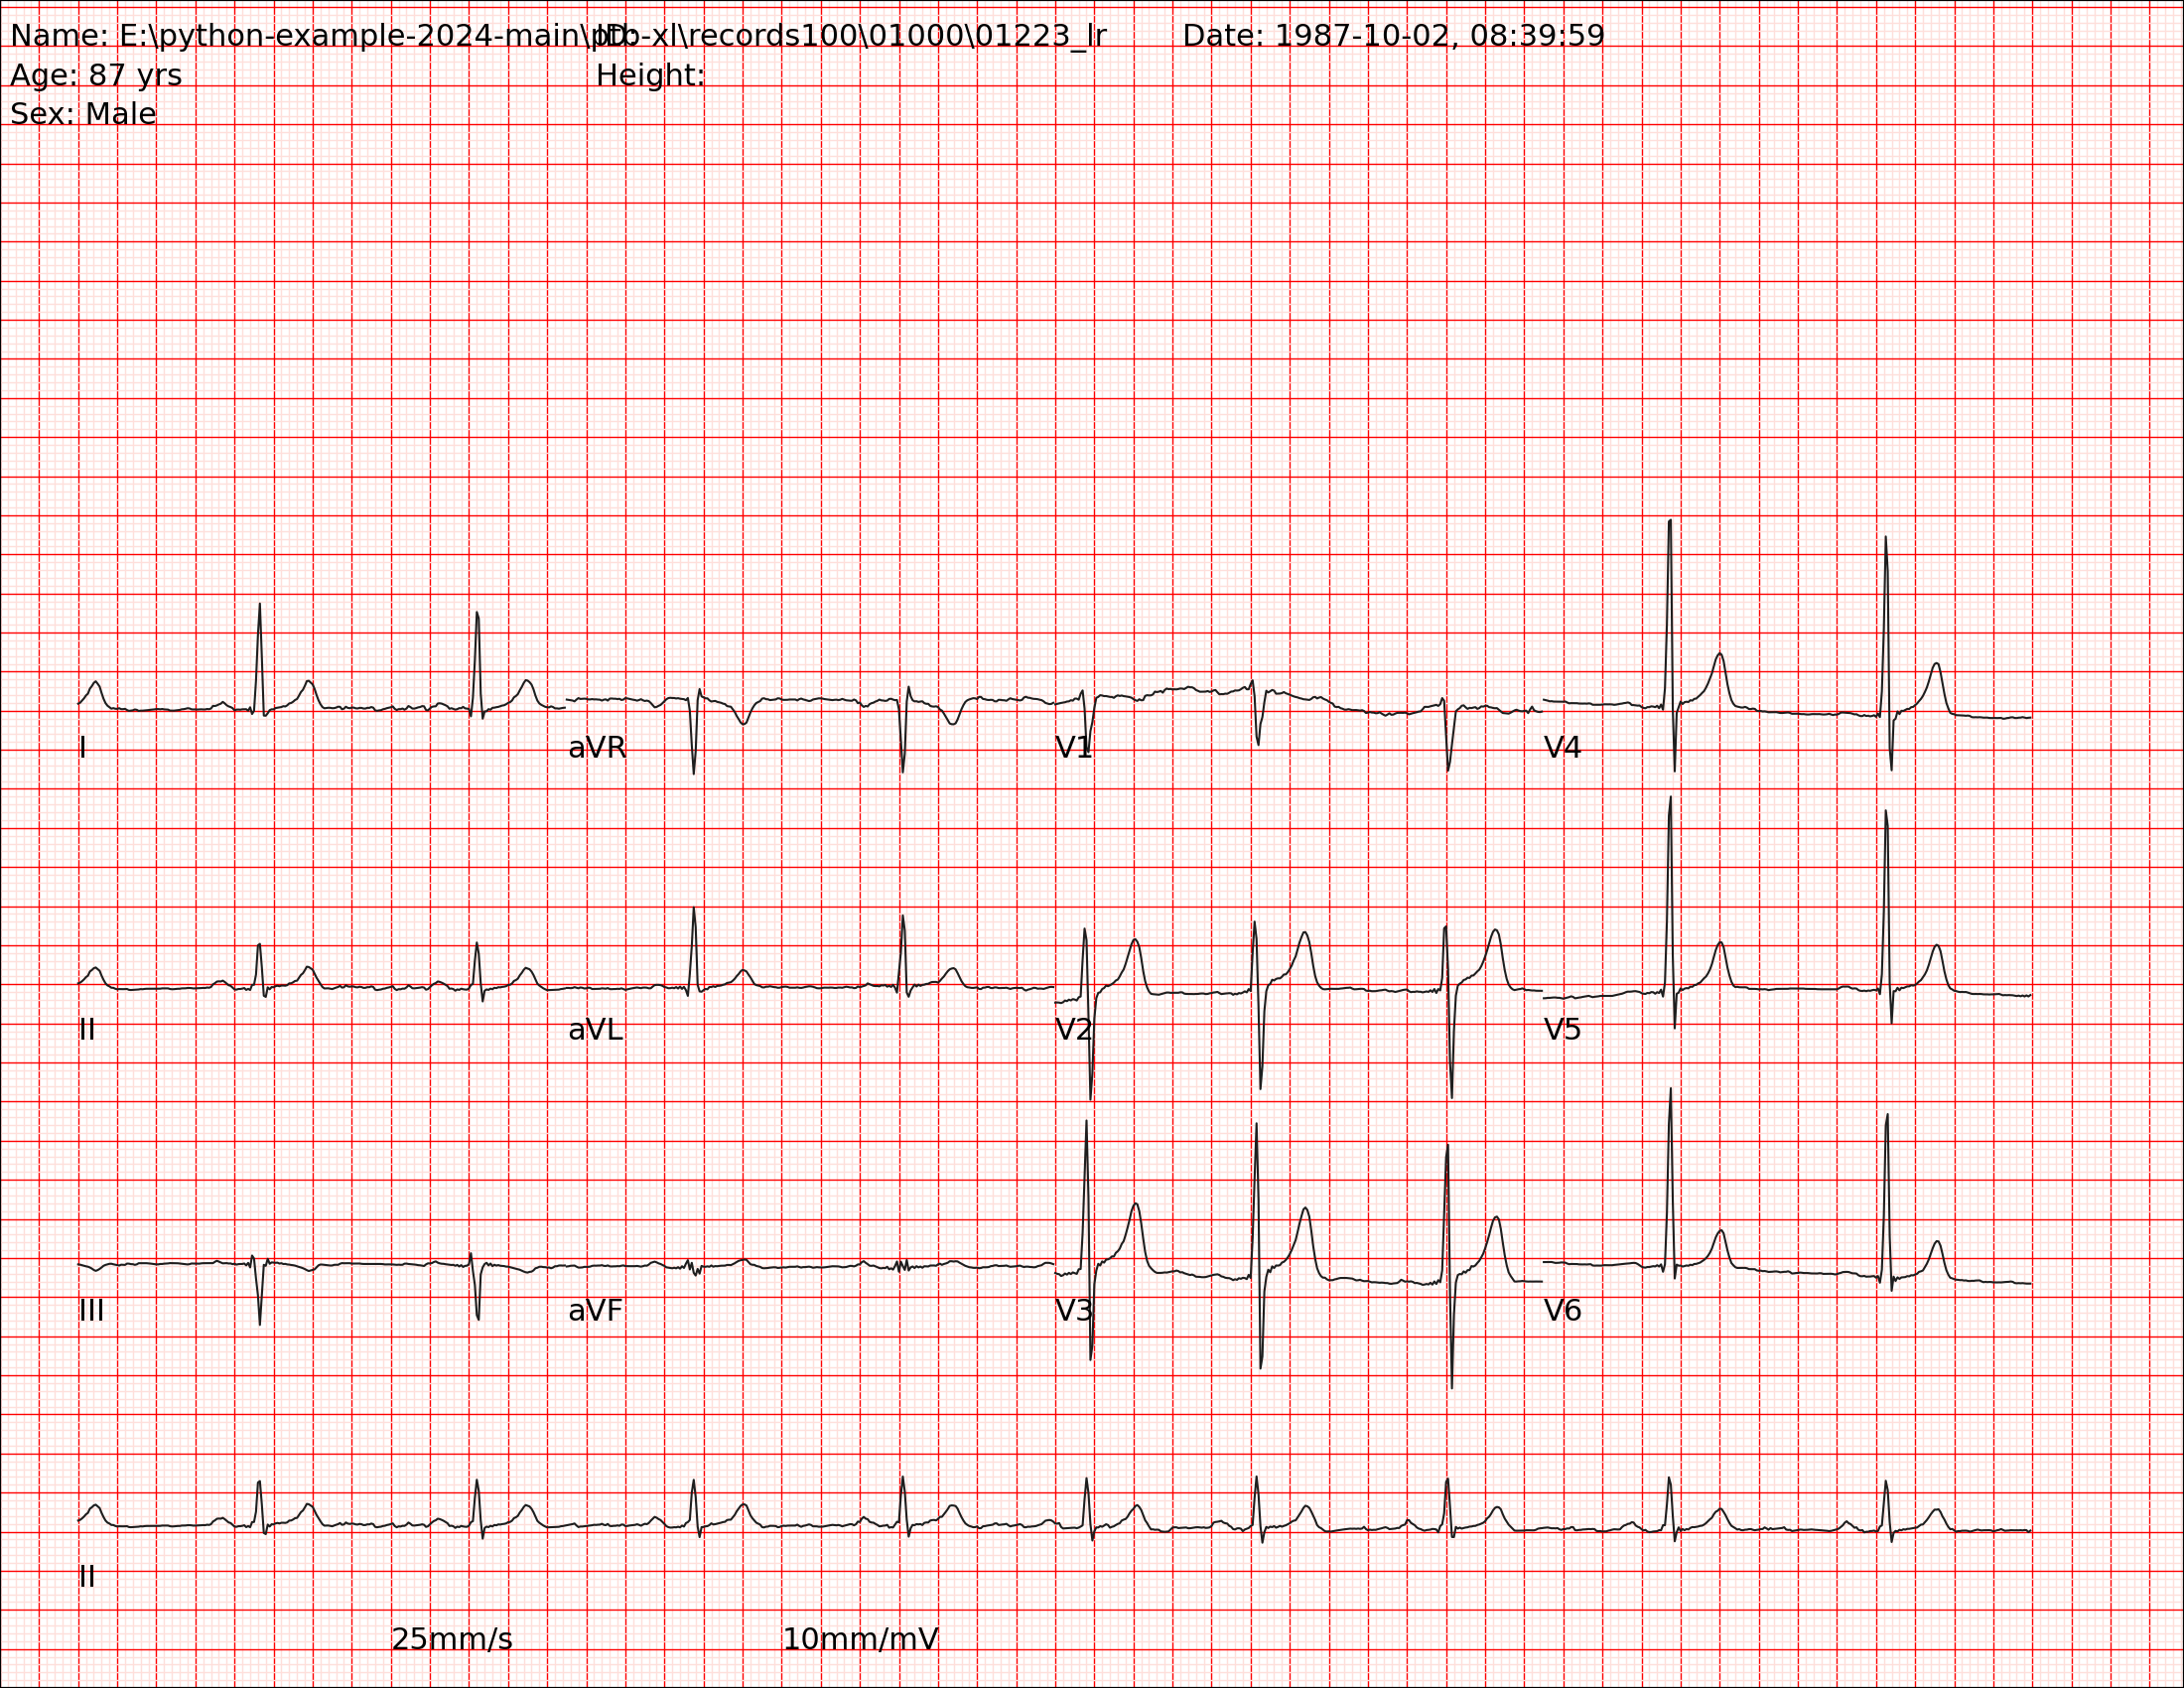 Name: E:\python-example-2024-main\ptb-xl\records100\01000\01223_lr ID: Date: 1987-10-02, 08:39:59
Age: 87 yrs Height:
Sex: Male
I aVR V1 V4
II aVL V2 V5
III aVF V3 V6
II
25mm/s 10mm/mV